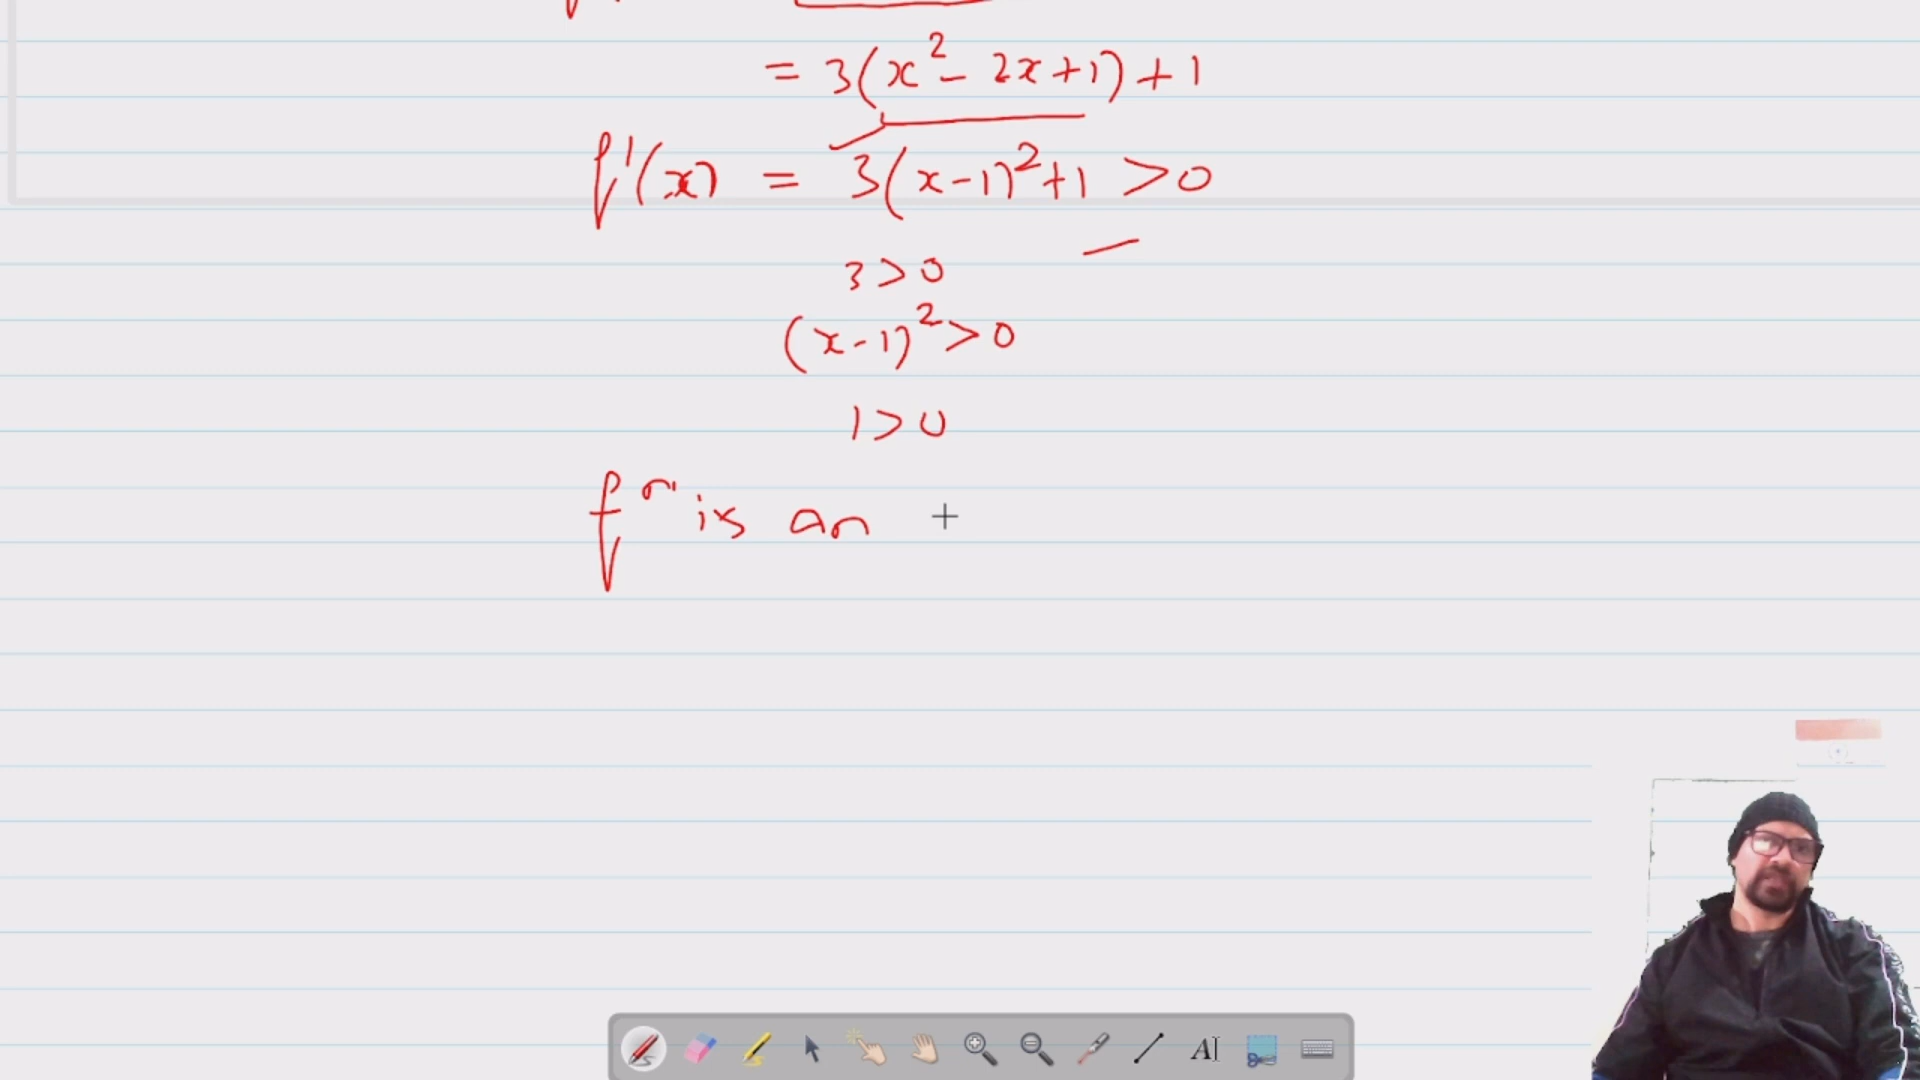 = 3(x² - 2x+1) + 1
f'(x) = 3(x-1)²+1 > 0
3 > 0
(x-1)² > 0
1 > 0
fⁿ is an